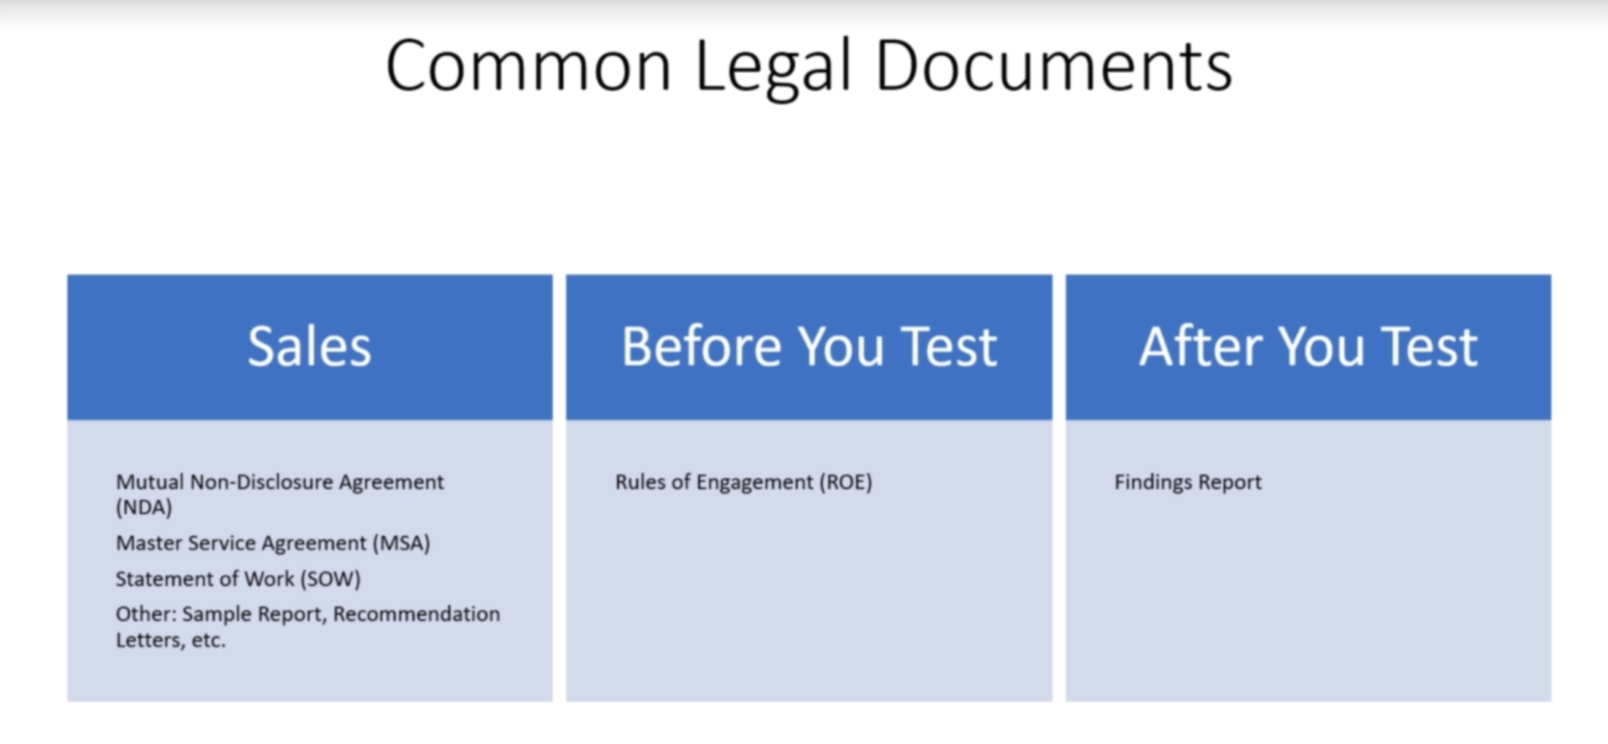 Common Legal Documents
Sales
Mutual Non-Disclosure Agreement
(NDA)
Master Service Agreement (MSA)
Statement of Work (SOW)
Other: Sample Report, Recommendation
Letters, etc.
Before You Test
Rules of Engagement (ROE)
After You Test
Findings Report